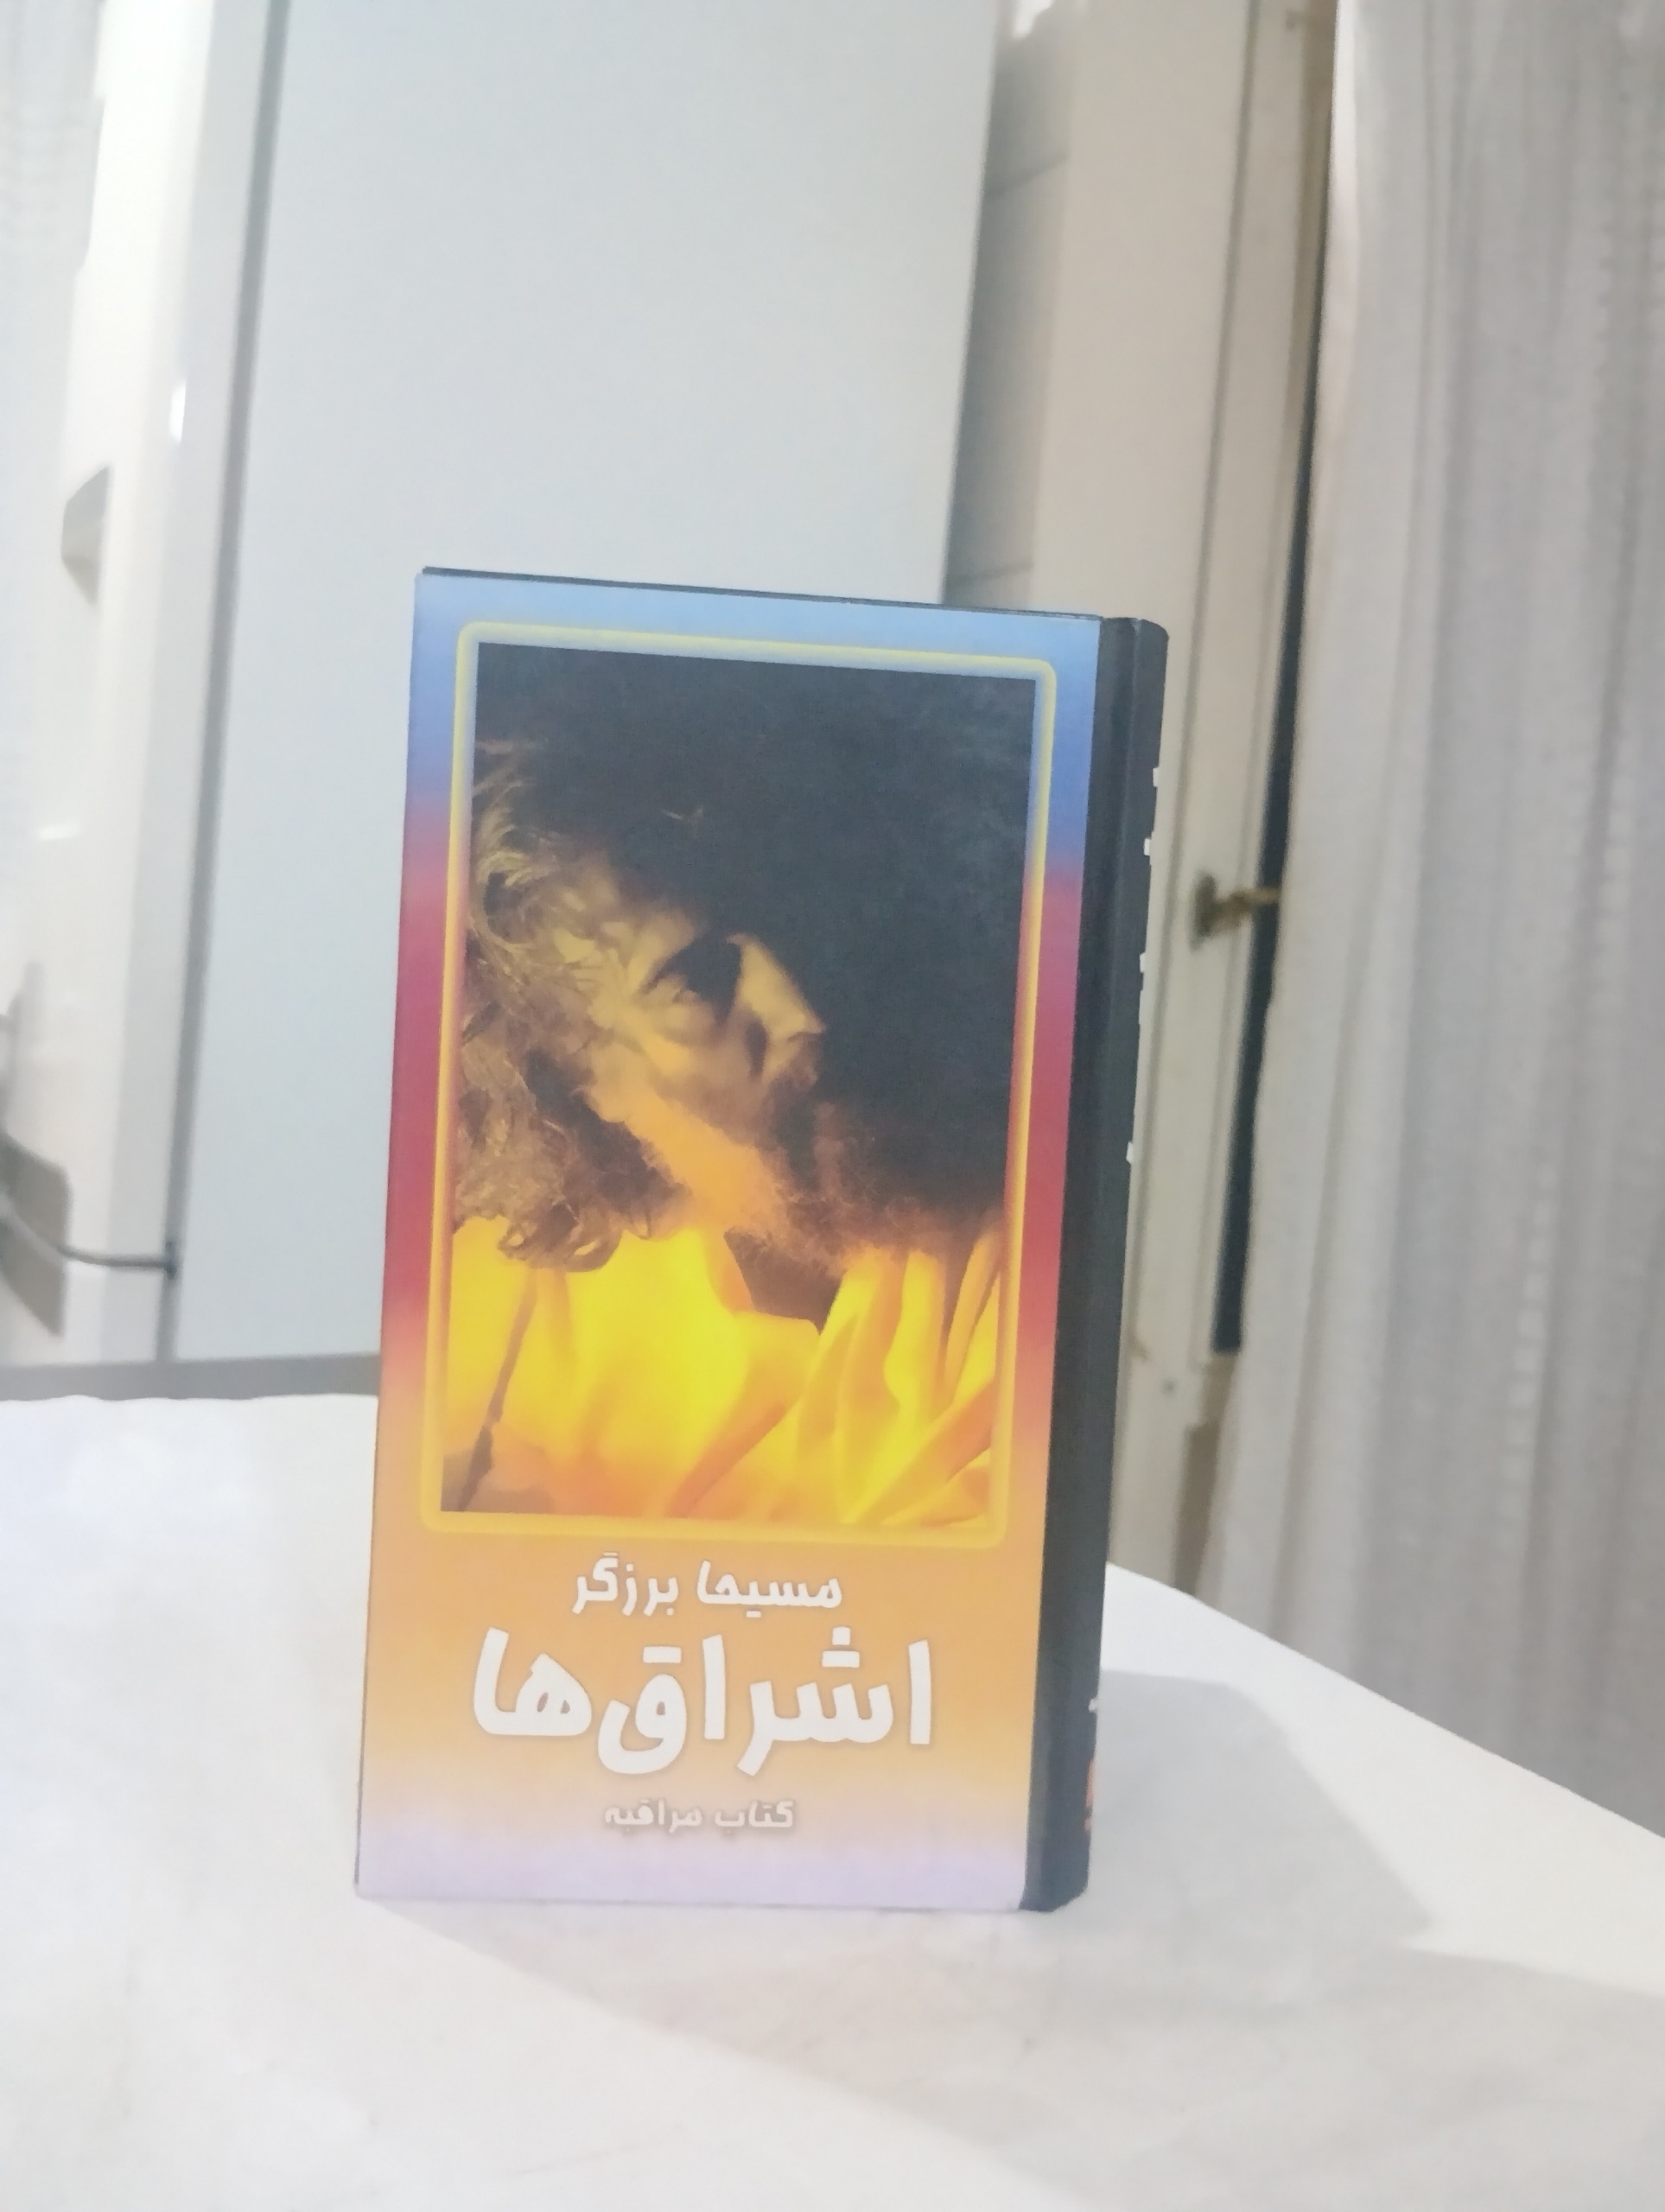 مسیحا برزگر
اشراق‌ها
کتاب مراقبه